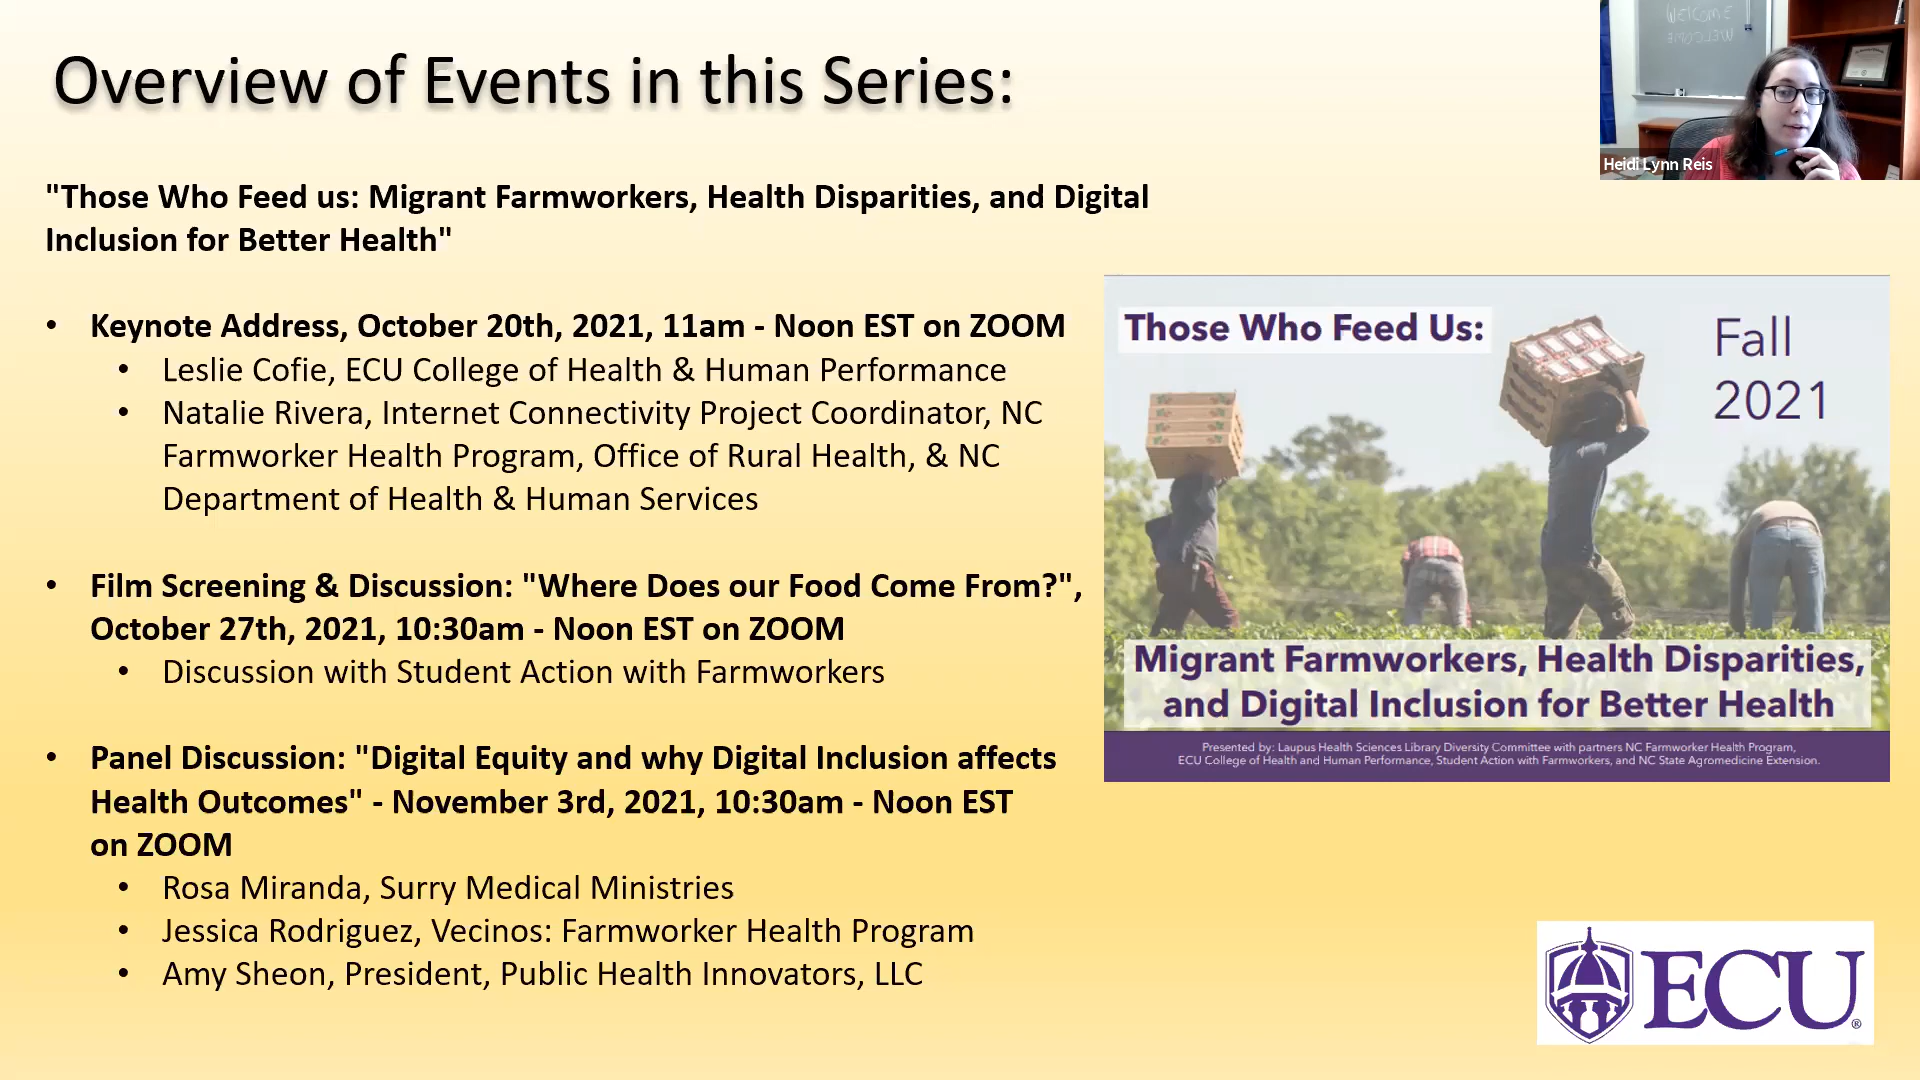 Overview of Events in this Series:
WELCOME
WELCOME
Heidi Lynn Reis
"Those Who Feed us: Migrant Farmworkers, Health Disparities, and Digital
Inclusion for Better Health"
• Keynote Address, October 20th, 2021, 11am - Noon EST on ZOOM
• Leslie Cofie, ECU College of Health & Human Performance
• Natalie Rivera, Internet Connectivity Project Coordinator, NC
Farmworker Health Program, Office of Rural Health, & NC
Department of Health & Human Services
• Film Screening & Discussion: "Where Does our Food Come From?",
October 27th, 2021, 10:30am - Noon EST on ZOOM
• Discussion with Student Action with Farmworkers
• Panel Discussion: "Digital Equity and why Digital Inclusion affects
Health Outcomes" - November 3rd, 2021, 10:30am - Noon EST
on ZOOM
• Rosa Miranda, Surry Medical Ministries
• Jessica Rodriguez, Vecinos: Farmworker Health Program
• Amy Sheon, President, Public Health Innovators, LLC
Those Who Feed Us:
Fall
2021
Migrant Farmworkers, Health Disparities,
and Digital Inclusion for Better Health
Presented by: Laupus Health Sciences Library Diversity Committee with partners NC Farmworker Health Program,
ECU College of Health and Human Performance, Student Action with Farmworkers, and NC State Agromedicine Extension.
ECU®